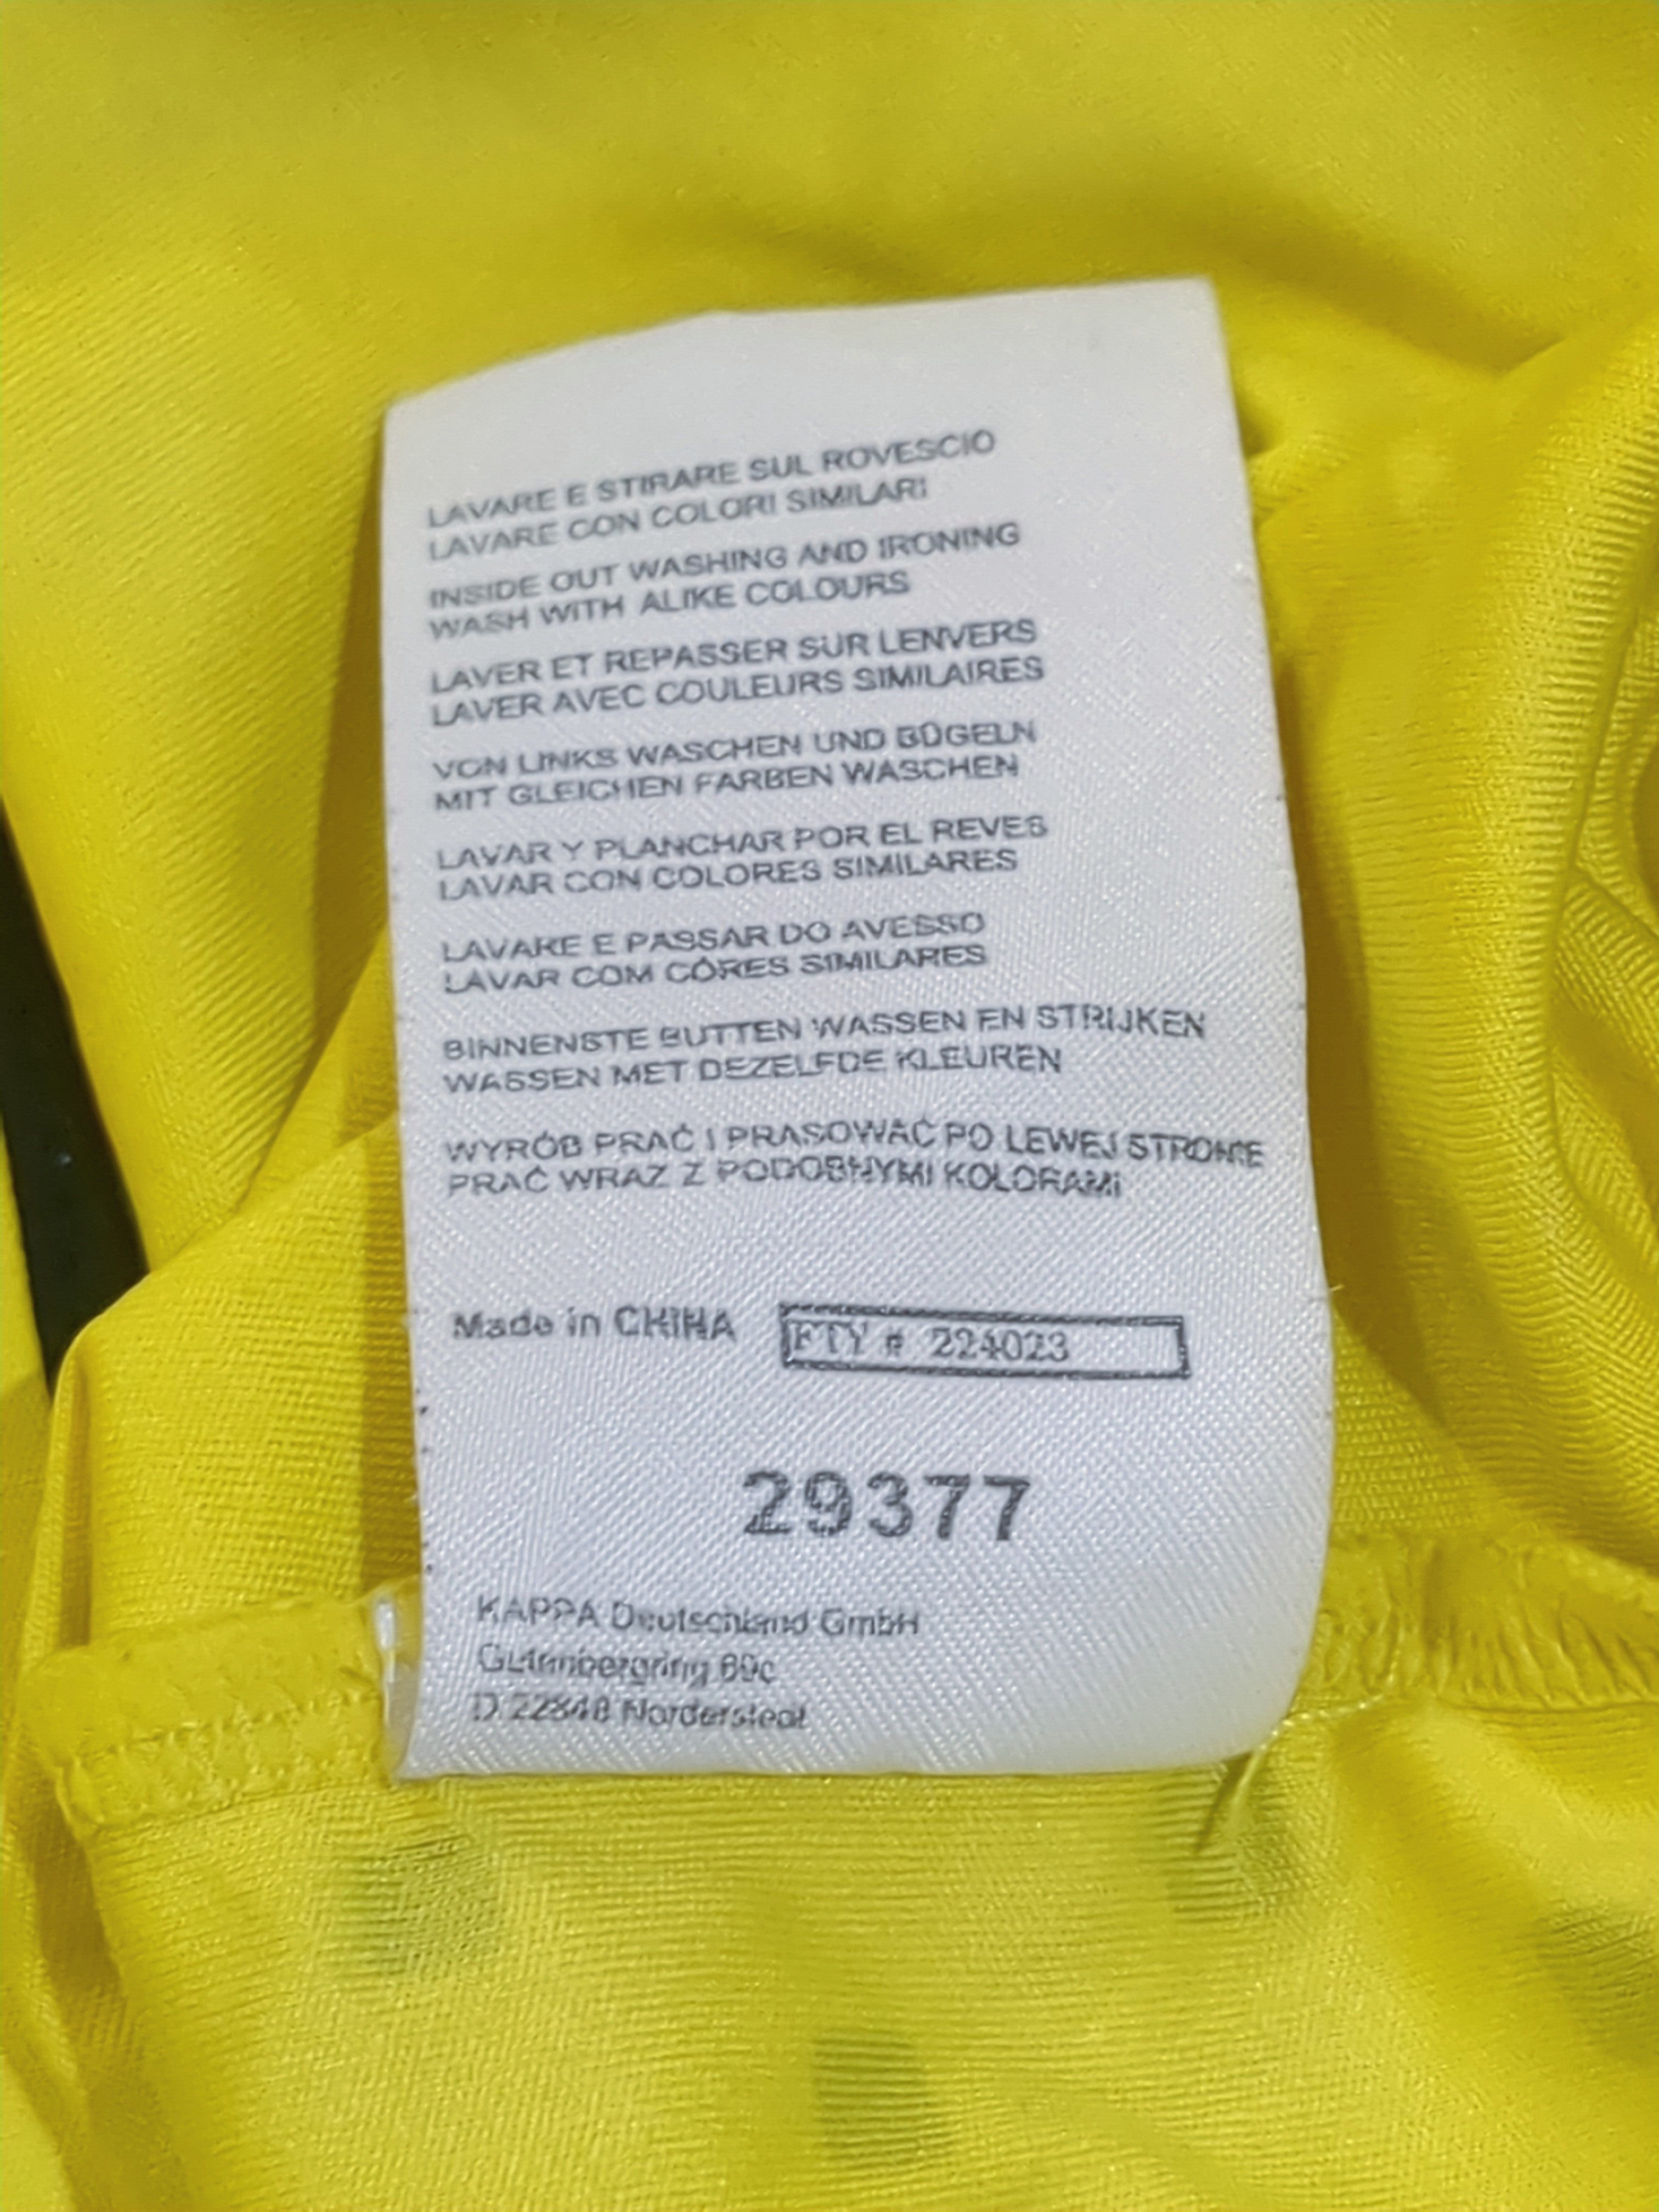 LAVARE E STIRARE SUL ROVESCIO
LAVARE CON COLORI SIMILARI
INSIDE OUT WASHING AND IRONING
WASH WITH ALIKE COLOURS
LAVER ET REPASSER SUR LENVERS
LAVER AVEC COULEURS SIMILAIRES
VON LINKS WASCHEN UND BÜGELN
MIT GLEICHEN FARBEN WASCHEN
LAVAR Y PLANCHAR POR EL REVES
LAVAR CON COLORES SIMILARES
LAVARE E PASSAR DO AVESSO
LAVAR COM CÔRES SIMILARES
BINNENSTE BUTTEN WASSEN EN STRIJKEN
WASSEN MET DEZELFDE KLEUREN
WYRÓB PRAĆ I PRASOWAĆ PO LEWEJ STRONIE
PRAĆ WRAZ Z PODOBNYMI KOLORAMI
Made in CHINA
FTY # 224023
29377
KAPPA Deutschland GmbH
Gutenbergring
D 22848 Norderstedt